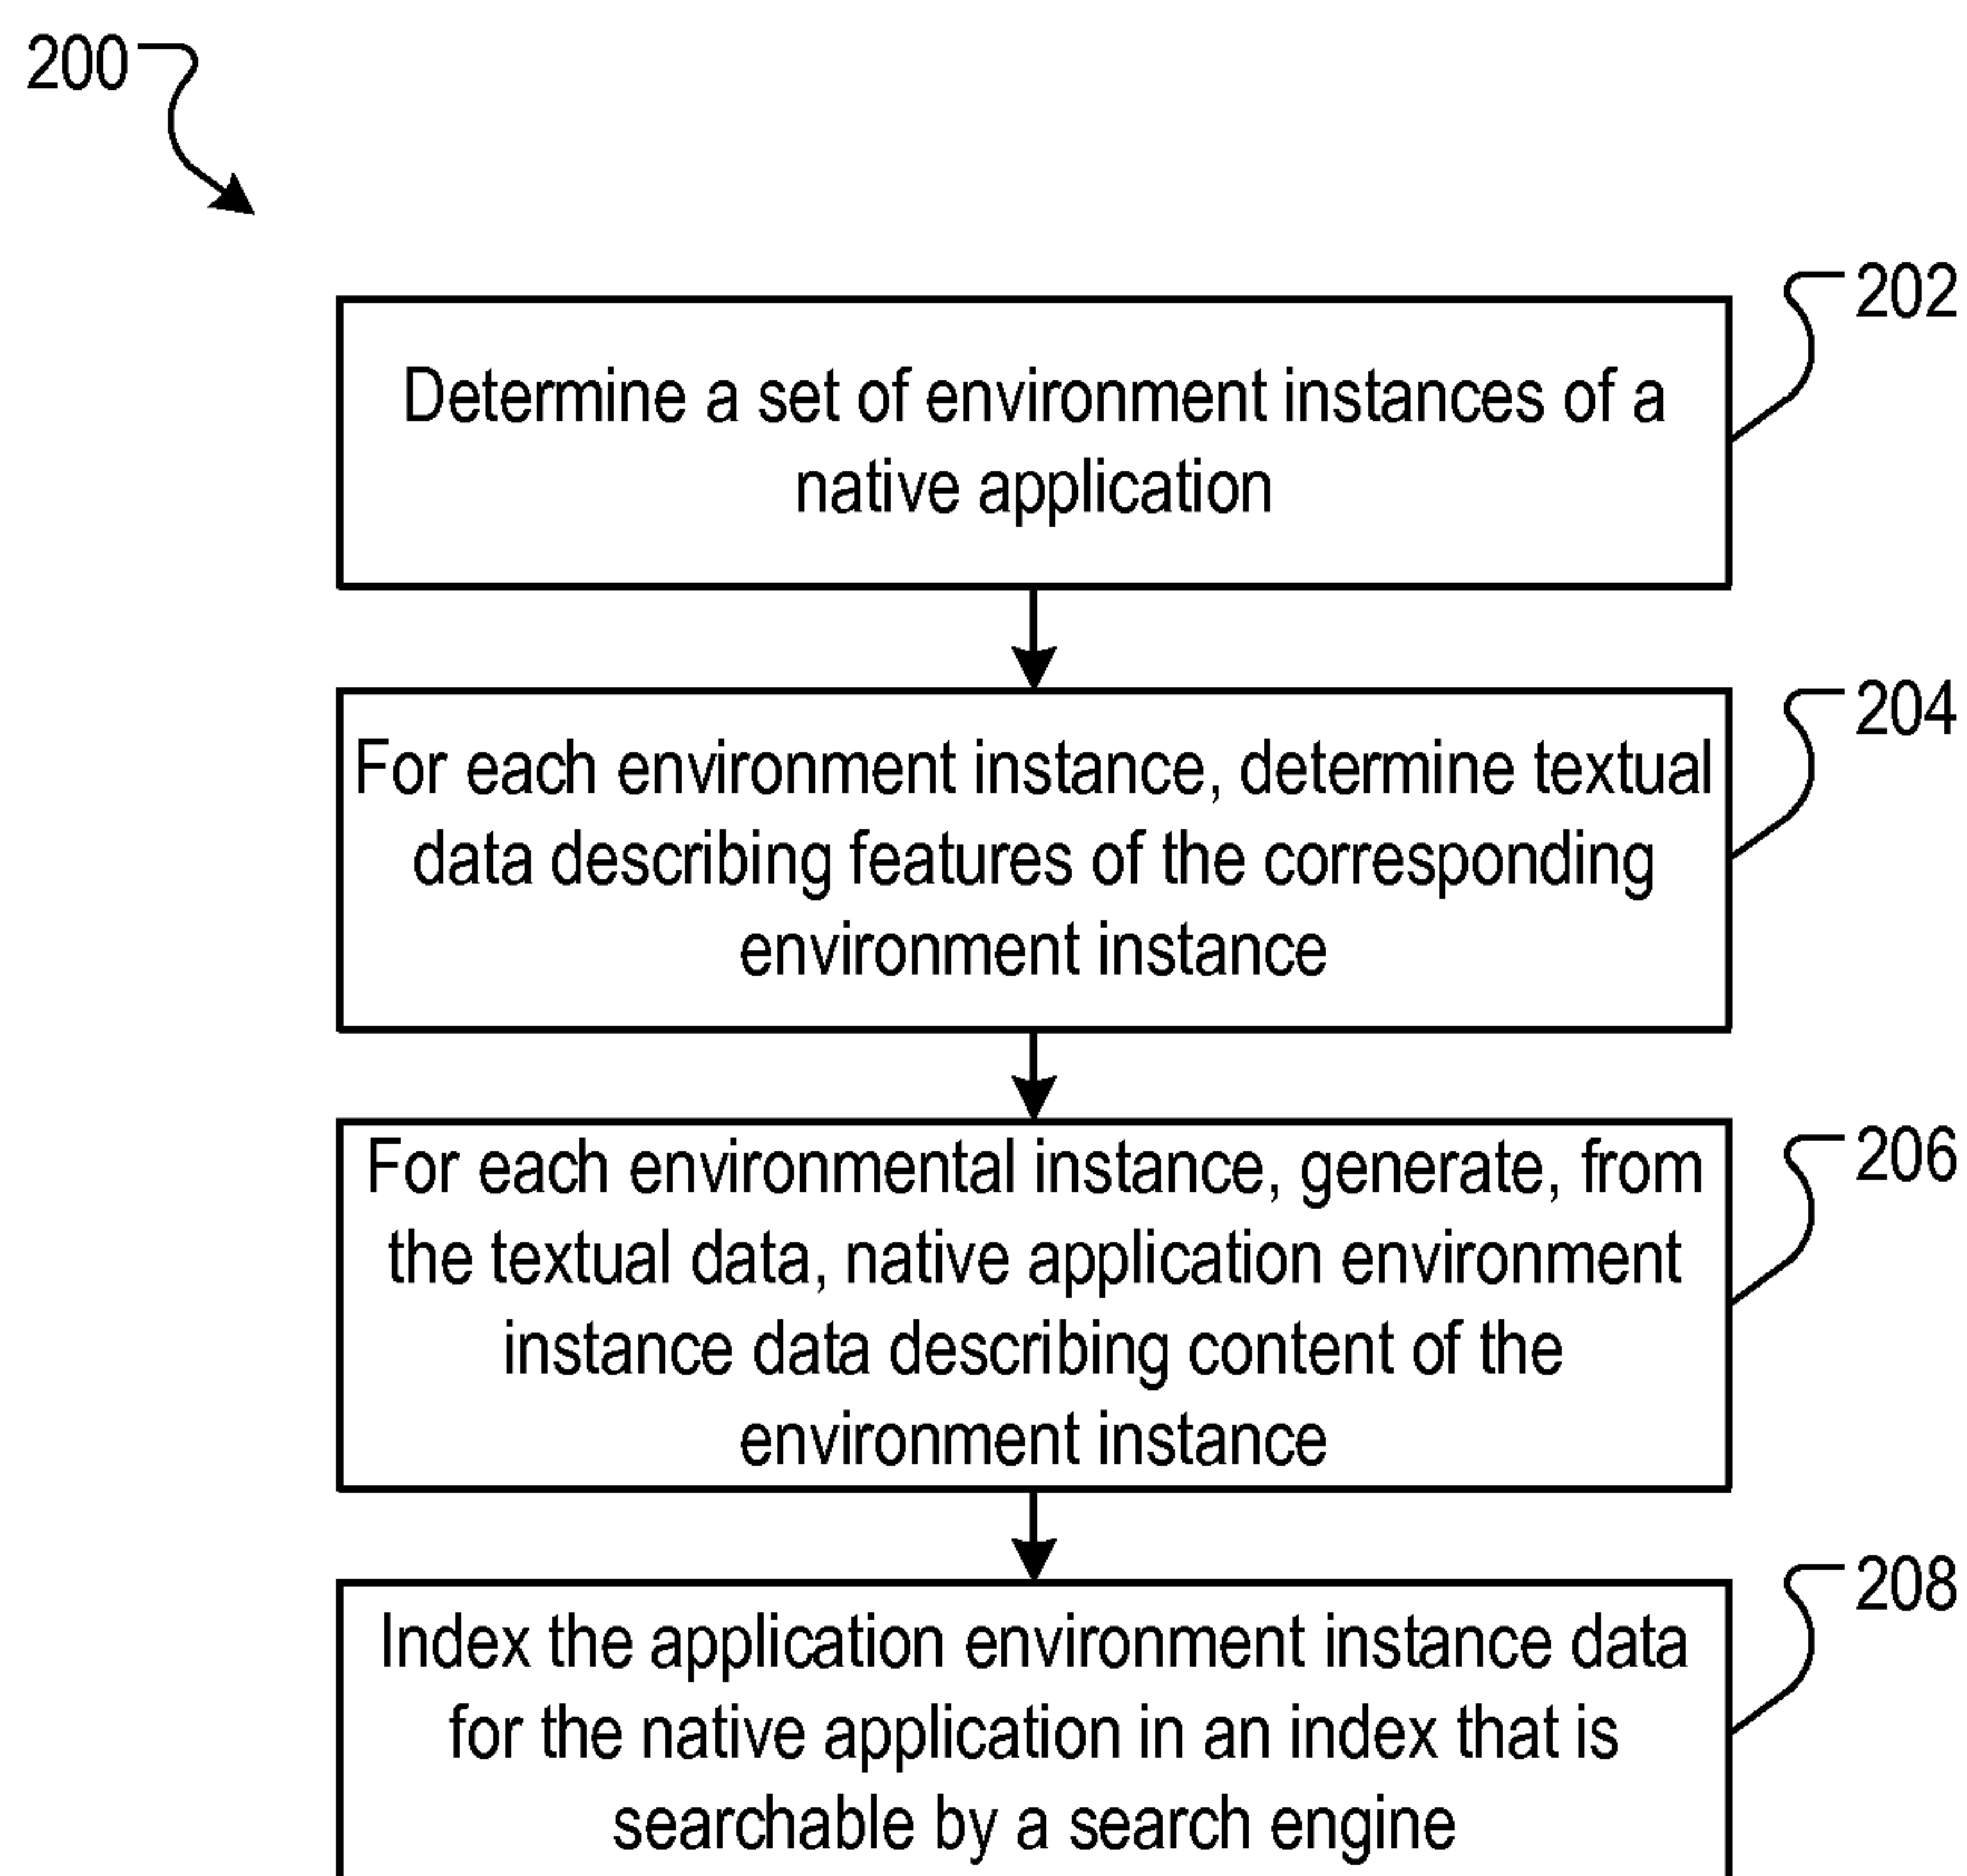 200
202
Determine a set of environment instances of a
native application
204
For each environment instance, determine textual
data describing features of the corresponding
environment instance
206
For each environmental instance, generate, from
the textual data, native application environment
instance data describing content of the
environment instance
208
Index the application environment instance data
for the native application in an index that is
searchable by a search engine